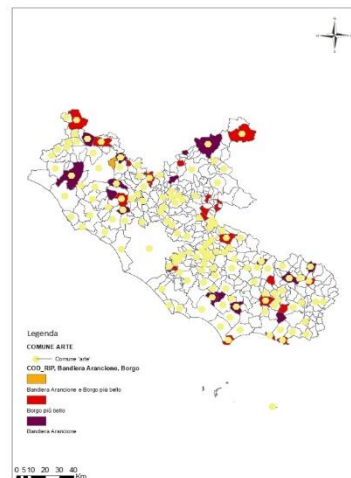 Legenda
COMUNE ARTE
Comune 'arte'
COD_RIP, Bandiera Arancione, Borgo
Bandiera Arancione e Borgo più bello
Borgo più bello
Bandiera Arancione
0 5 10 20 30 40
Km